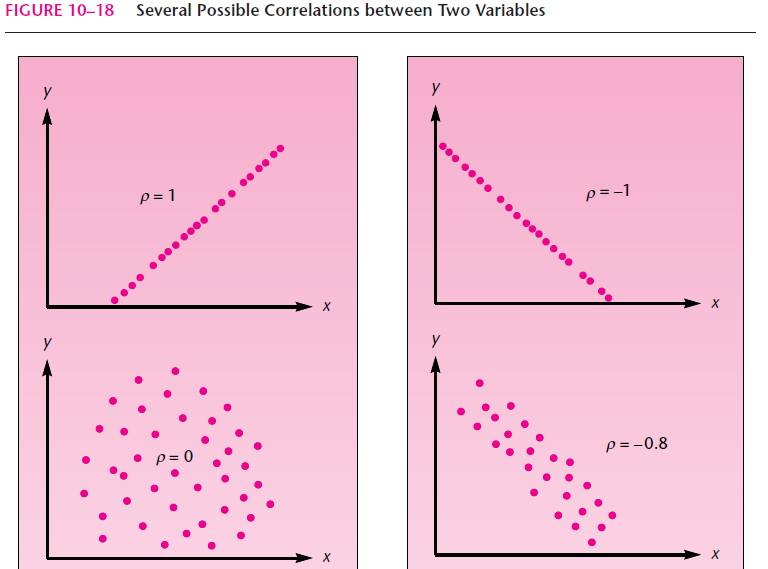 FIGURE 10–18 Several Possible Correlations between Two Variables
y
ρ = 1
x
y
ρ = –1
x
y
ρ = 0
x
y
ρ = –0.8
x